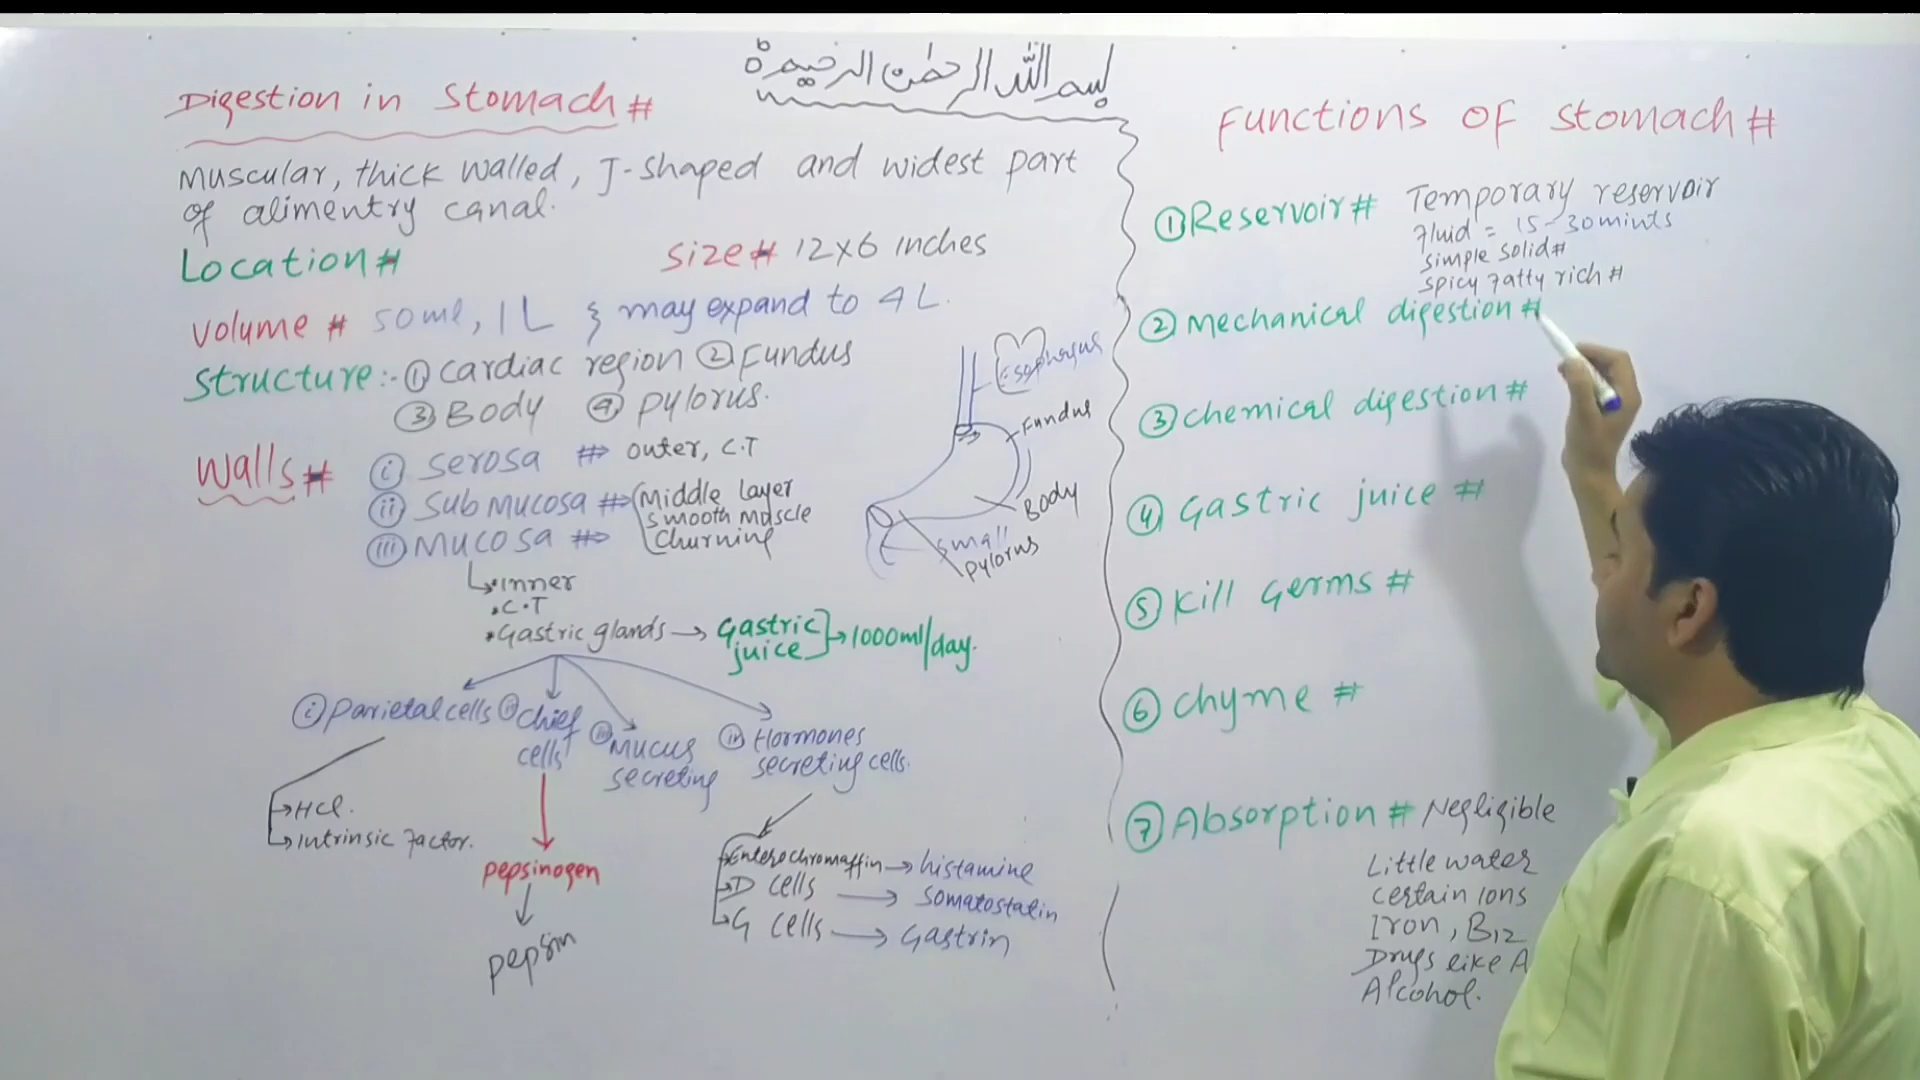 بسم اللہ الرحمٰن الرحیم ہ
Digestion in Stomach #
Muscular, thick walled, J-shaped and widest part
of alimentry canal.
Location #
Size # 12x6 inches
Volume # 50ml, 1L } may expand to 4 L.
Structure :- ① Cardiac region ② Fundus
③ Body ④ Pylorus.
Walls #
(i) Serosa # outer, C.T
(ii) Sub mucosa # Middle Layer
Smooth muscle
Churning
(iii) Mucosa #
Inner
• C.T
• Gastric glands → Gastric juice } → 1000ml/day.
(i) Parietal cells (ii) Chief cells (iii) Mucus secreting (iv) Hormones secreting cells.
→ HCl.
→ Intrinsic factor.
Pepsinogen
Pepsin
Enterochromaffin → histamine
D cells → Somatostatin
G cells → Gastrin
Esophagus
Fundus
Body
Small
Pylorus
Functions of Stomach #
① Reservoir # Temporary reservoir
Fluid = 15-30 mints
Simple solid #
Spicy fatty rich #
② Mechanical digestion #
③ Chemical digestion #
④ Gastric juice #
⑤ Kill Germs #
⑥ Chyme #
⑦ Absorption # Negligible
Little water
Certain Ions
Iron, B12
Drugs like A
Alcohol.